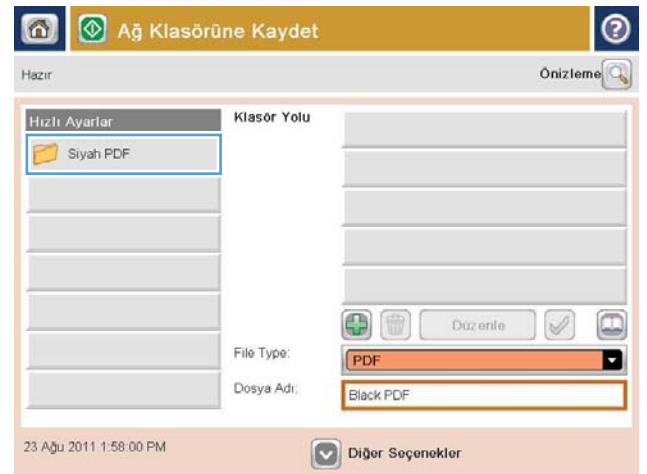 Ağ Klasörüne Kaydet
Hazır
Önizleme
Hızlı Ayarlar
Klasör Yolu
Siyah PDF
Düzenle
File Type:
PDF
Dosya Adı:
Black PDF
23 Ağu 2011 1:58:00 PM
Diğer Seçenekler